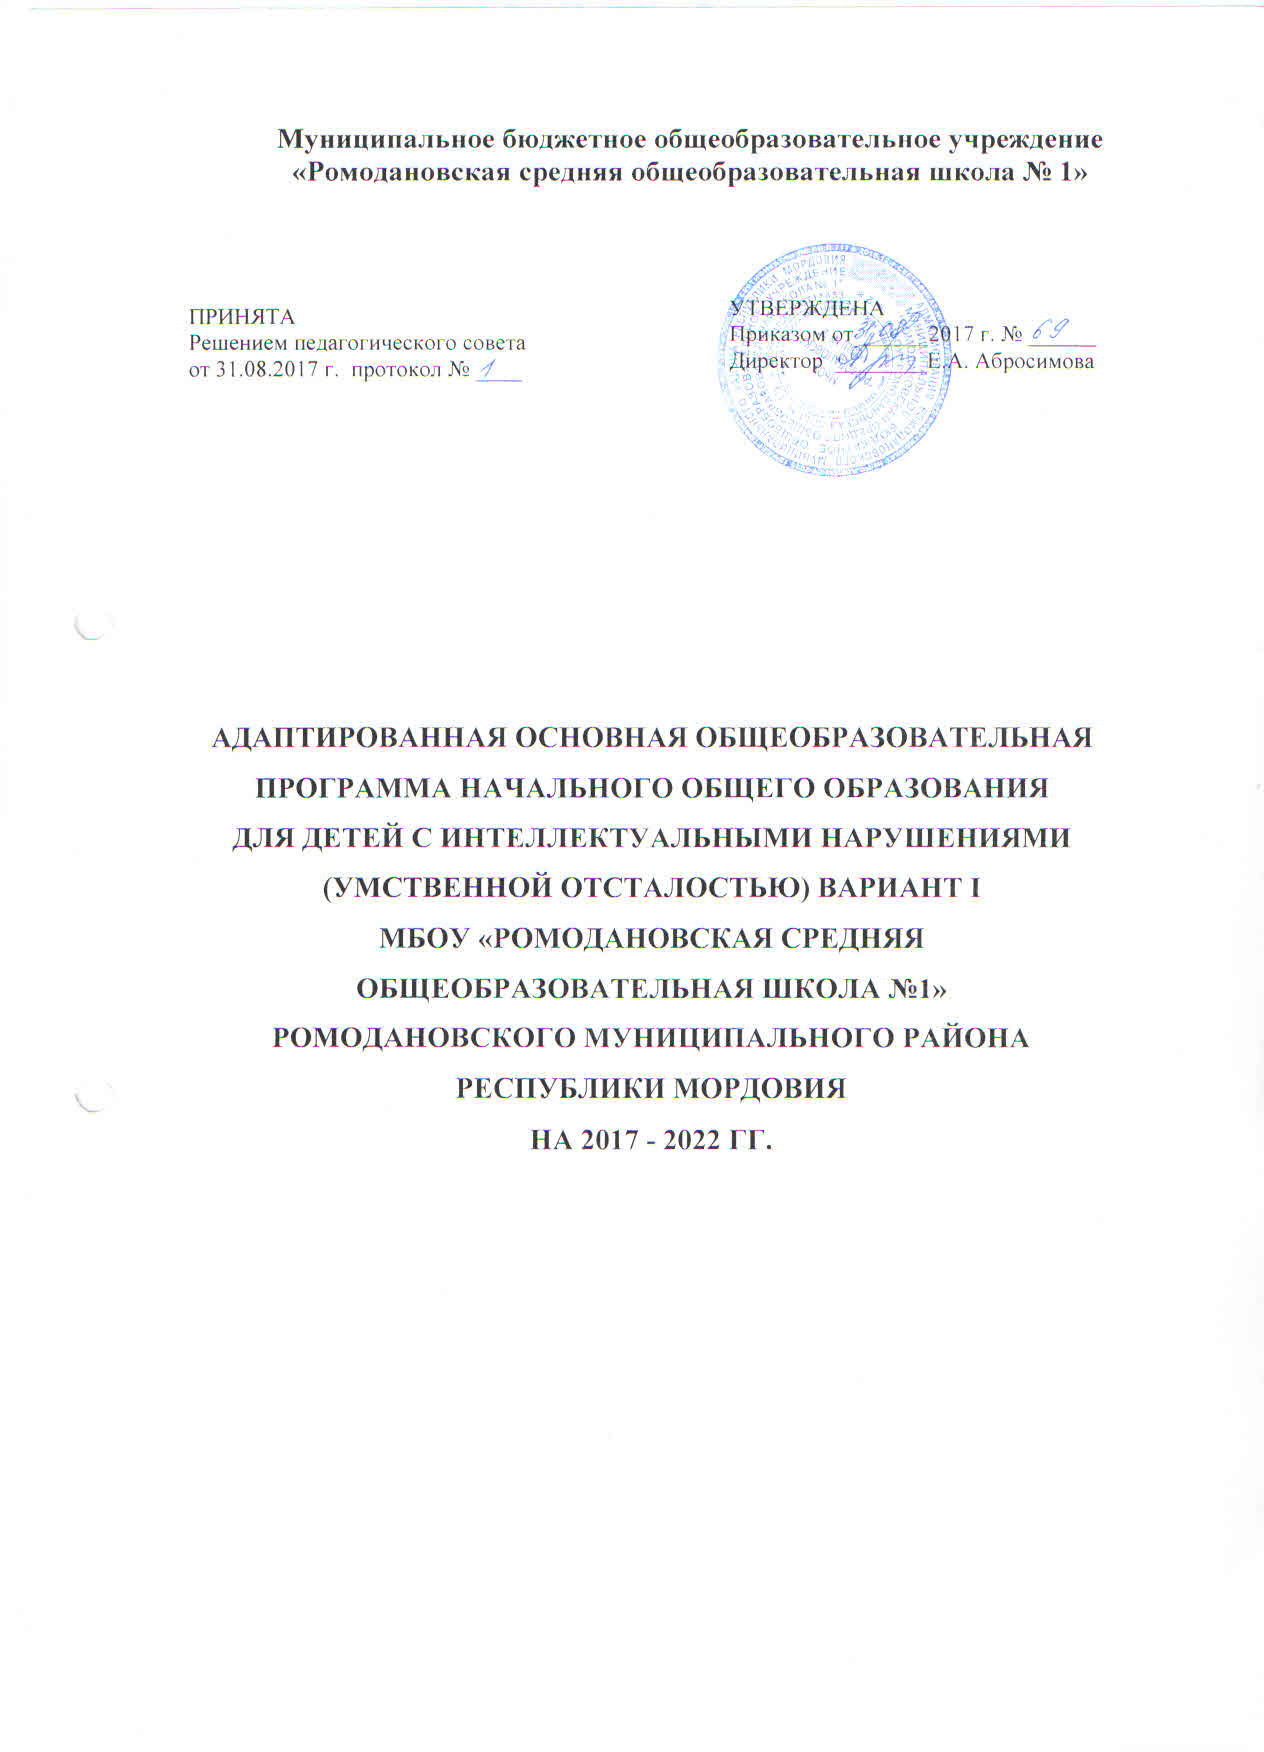 Муниципальное бюджетное общеобразовательное учреждение
«Ромодановская средняя общеобразовательная школа № 1»
ПРИНЯТА
Решением педагогического совета
от 31.08.2017 г. протокол № 1
УТВЕРЖДЕНА
Приказом от 31.08 2017 г. № 69
Директор Е.А. Абросимова
АДАПТИРОВАННАЯ ОСНОВНАЯ ОБЩЕОБРАЗОВАТЕЛЬНАЯ
ПРОГРАММА НАЧАЛЬНОГО ОБЩЕГО ОБРАЗОВАНИЯ
ДЛЯ ДЕТЕЙ С ИНТЕЛЛЕКТУАЛЬНЫМИ НАРУШЕНИЯМИ
(УМСТВЕННОЙ ОТСТАЛОСТЬЮ) ВАРИАНТ I
МБОУ «РОМОДАНОВСКАЯ СРЕДНЯЯ
ОБЩЕОБРАЗОВАТЕЛЬНАЯ ШКОЛА №1»
РОМОДАНОВСКОГО МУНИЦИПАЛЬНОГО РАЙОНА
РЕСПУБЛИКИ МОРДОВИЯ
НА 2017 - 2022 ГГ.